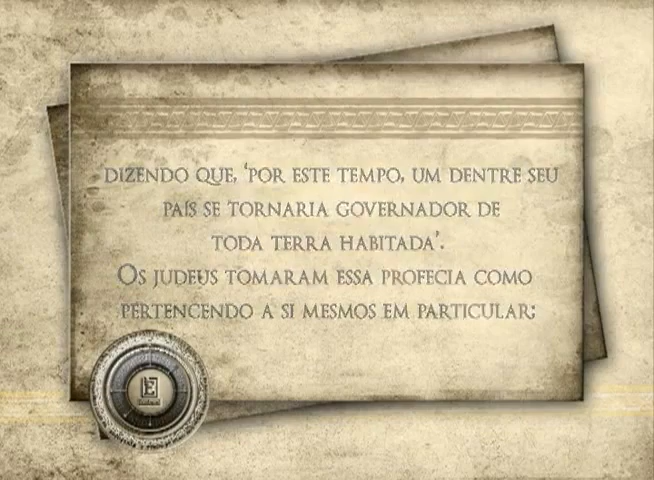 DIZENDO QUE, 'POR ESTE TEMPO, UM DENTRE SEU
PAÍS SE TORNARIA GOVERNADOR DE
TODA TERRA HABITADA'.
OS JUDEUS TOMARAM ESSA PROFECIA COMO
PERTENCENDO A SI MESMOS EM PARTICULAR;
E